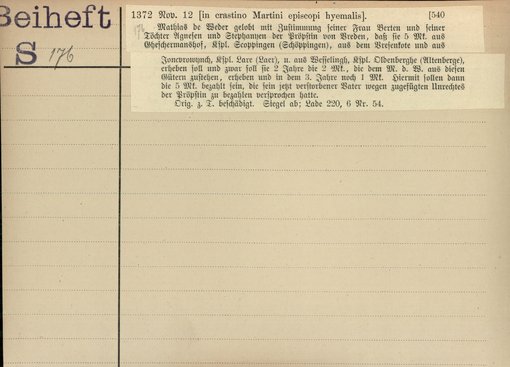 Beiheft
S 176
1372 Nov. 12 [in crastino Martini episcopi hyemalis]. [540
Mathias de Weder gelobt mit Zustimmung seiner Frau Berten und seiner
Töchter Agnesen und Stephanyen der Pröpstin von Vreden, daß sie 5 Mk. aus
Ghescher​manshof, Kspl. Scoppingen (Schöppingen), aus dem Vresenkote und aus
Joncvrowynch, Kspl. Lare (Laer), u. aus Wesselingh, Kspl. Oldenberghe (Altenberge),
erheben soll und zwar soll sie 2 Jahre die 2 Mk., die dem M. d. W. aus diesen
Gütern zustehen, erheben und in dem 3. Jahre noch 1 Mk. Hiermit sollen dann
die 5 Mk. bezahlt sein, die sein jetzt verstorbener Vater wegen zugefügten Unrechtes
der Pröpstin zu bezahlen versprochen hatte.
Orig. z. T. beschädigt. Siegel ab; Lade 220, 6 Nr. 54.